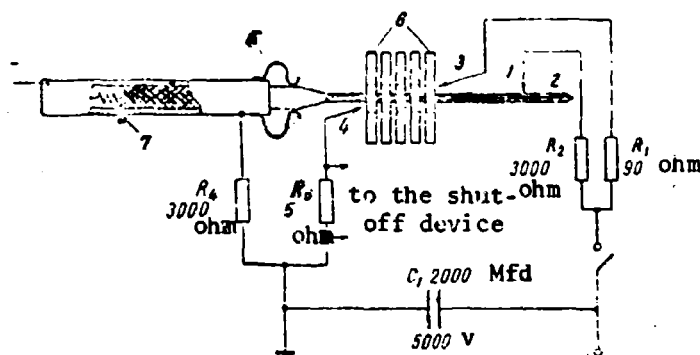 6
3
1
2
4
7
R₂
3000
ohm
R₁
90 ohm
R₄
3000
ohm
5
ohm
to the shut-
off device
C₁ 2000 Mfd
5000 V